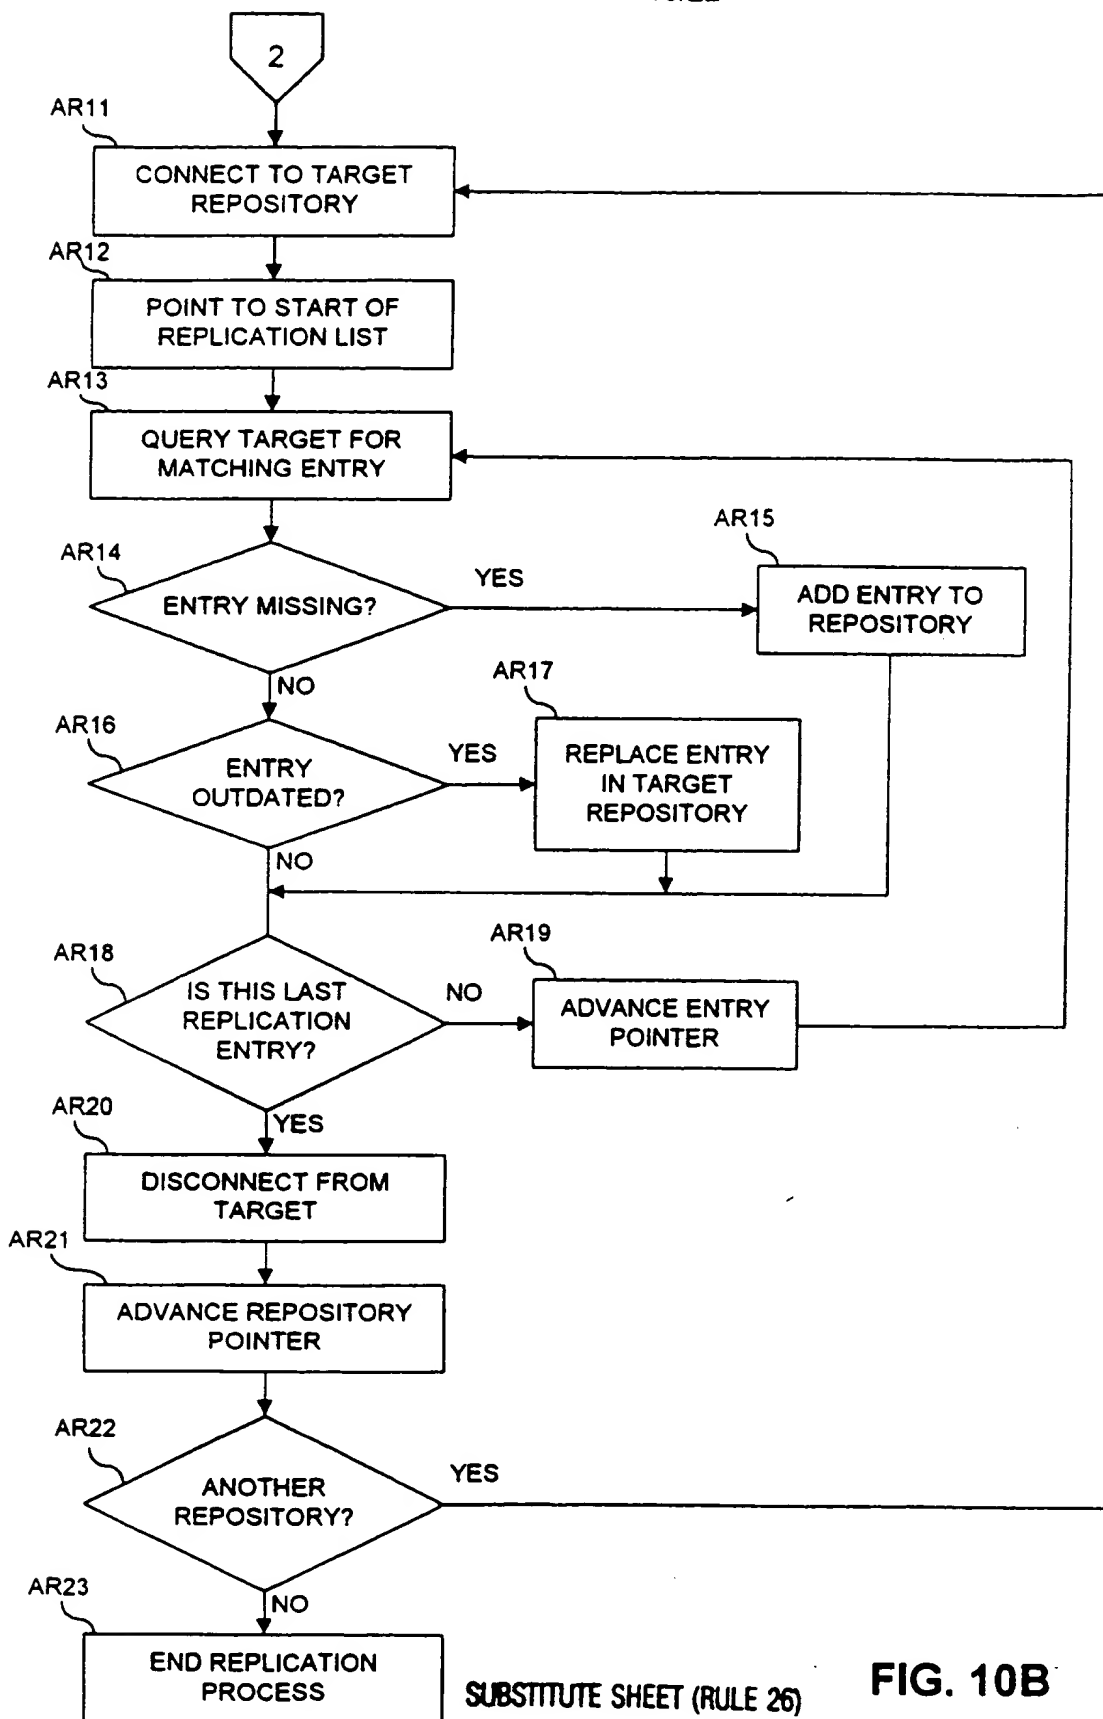 2
AR11
CONNECT TO TARGET
REPOSITORY
AR12
POINT TO START OF
REPLICATION LIST
AR13
QUERY TARGET FOR
MATCHING ENTRY
AR14
ENTRY MISSING?
YES
AR15
ADD ENTRY TO
REPOSITORY
NO
AR16
ENTRY
OUTDATED?
YES
AR17
REPLACE ENTRY
IN TARGET
REPOSITORY
NO
AR18
IS THIS LAST
REPLICATION
ENTRY?
NO
AR19
ADVANCE ENTRY
POINTER
YES
AR20
DISCONNECT FROM
TARGET
AR21
ADVANCE REPOSITORY
POINTER
AR22
ANOTHER
REPOSITORY?
YES
NO
AR23
END REPLICATION
PROCESS
SUBSTITUTE SHEET (RULE 26)
FIG. 10B